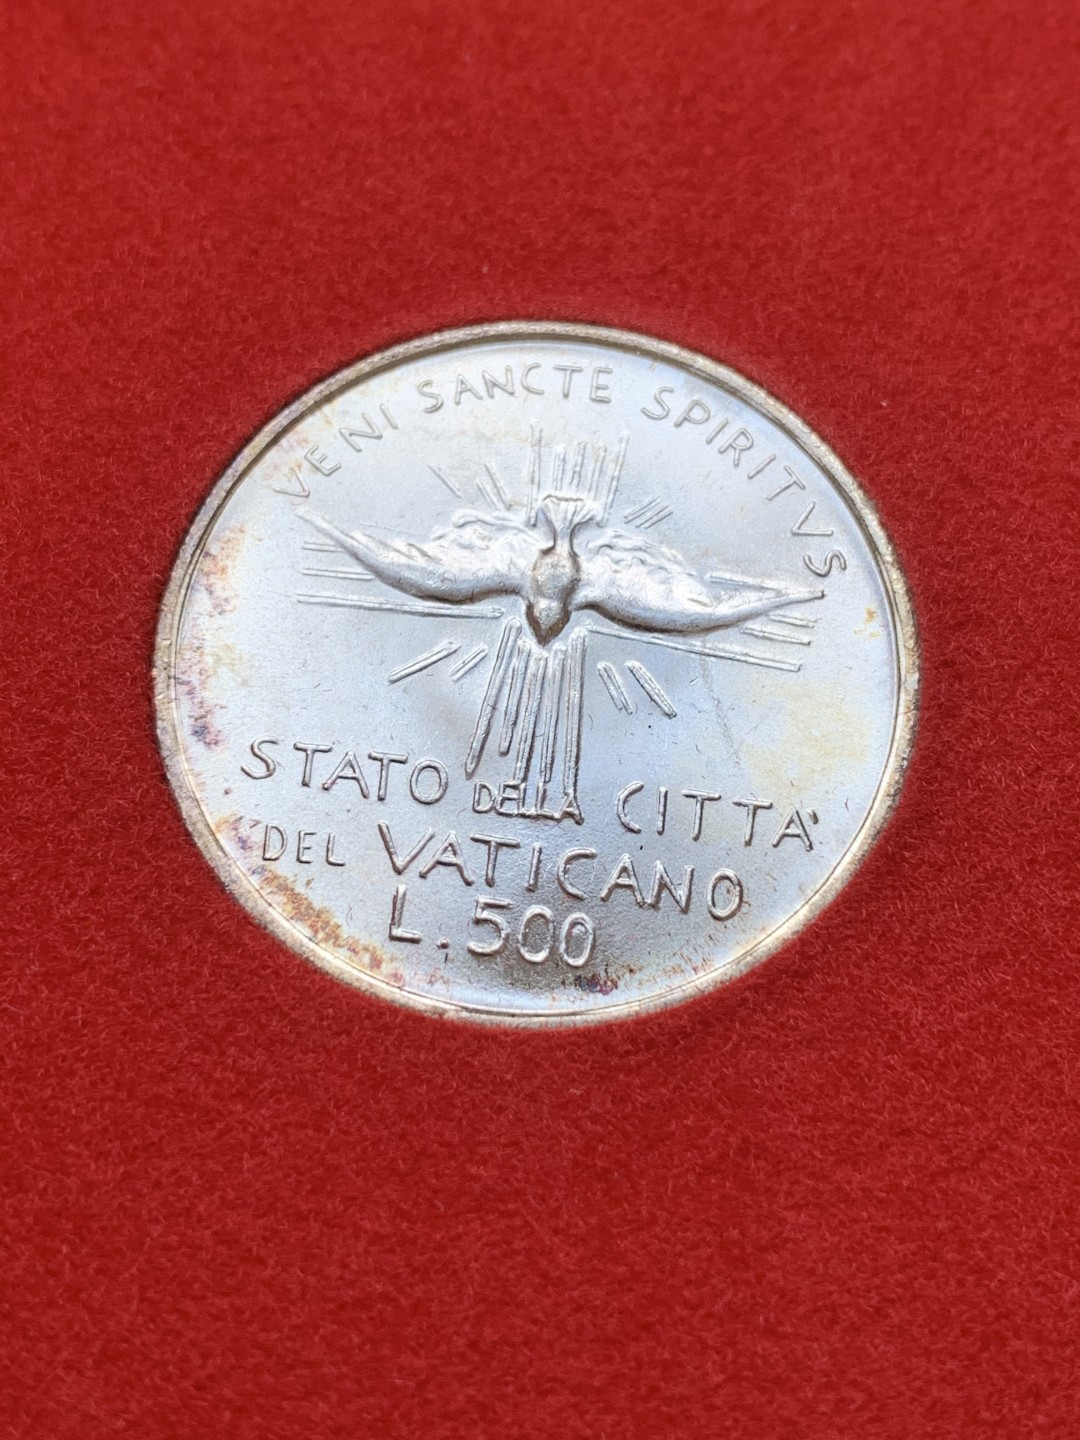 VENI SANCTE SPIRITVS
STATO DELLA CITTA'
DEL VATICANO
L. 500